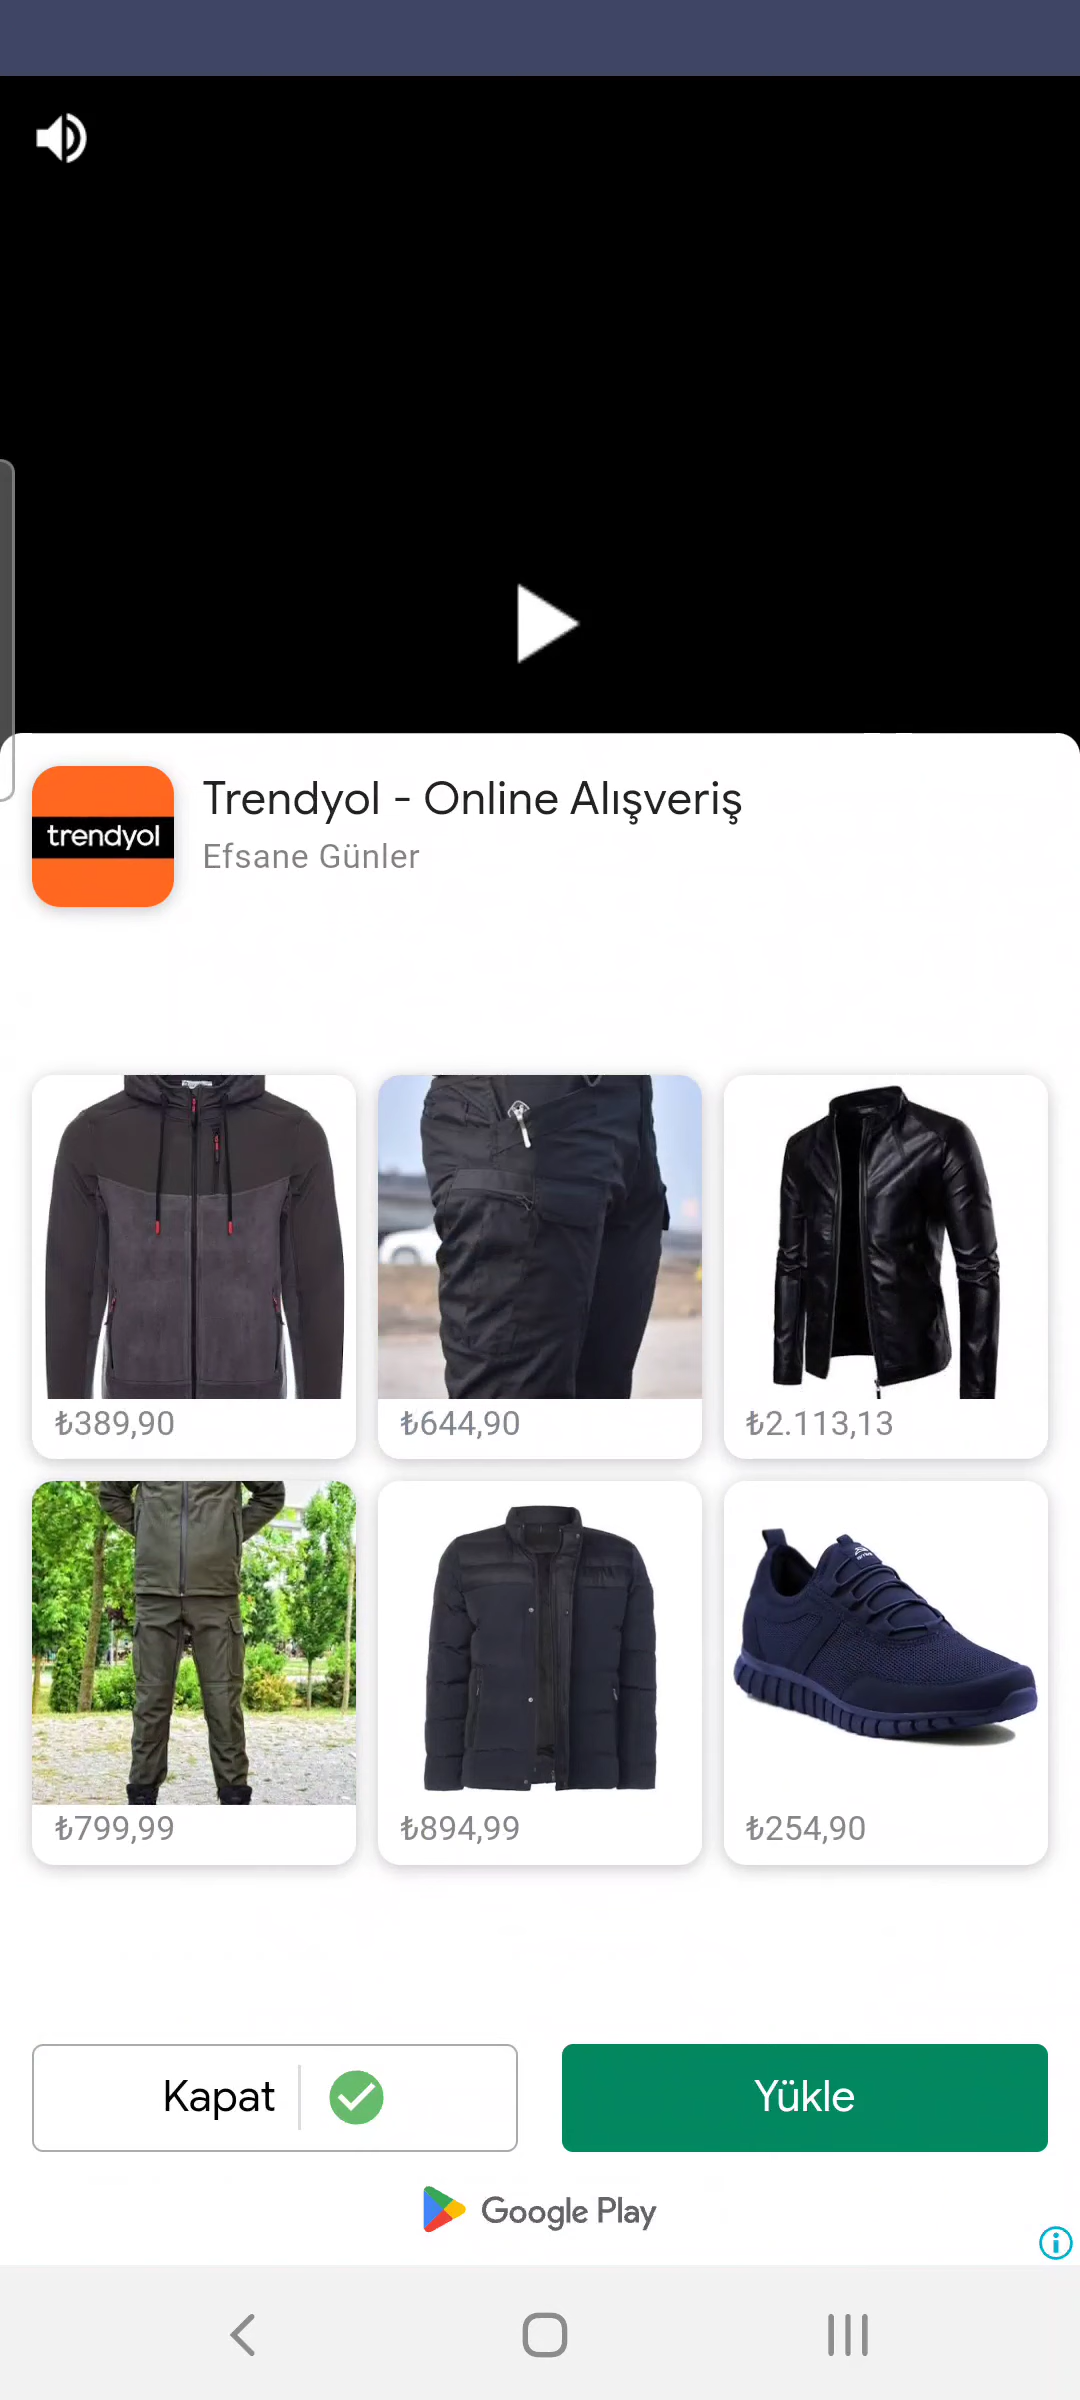 trendyol
Trendyol - Online Alışveriş
Efsane Günler
₺389,90
₺644,90
₺2.113,13
₺799,99
₺894,99
₺254,90
Kapat
Yükle
Google Play